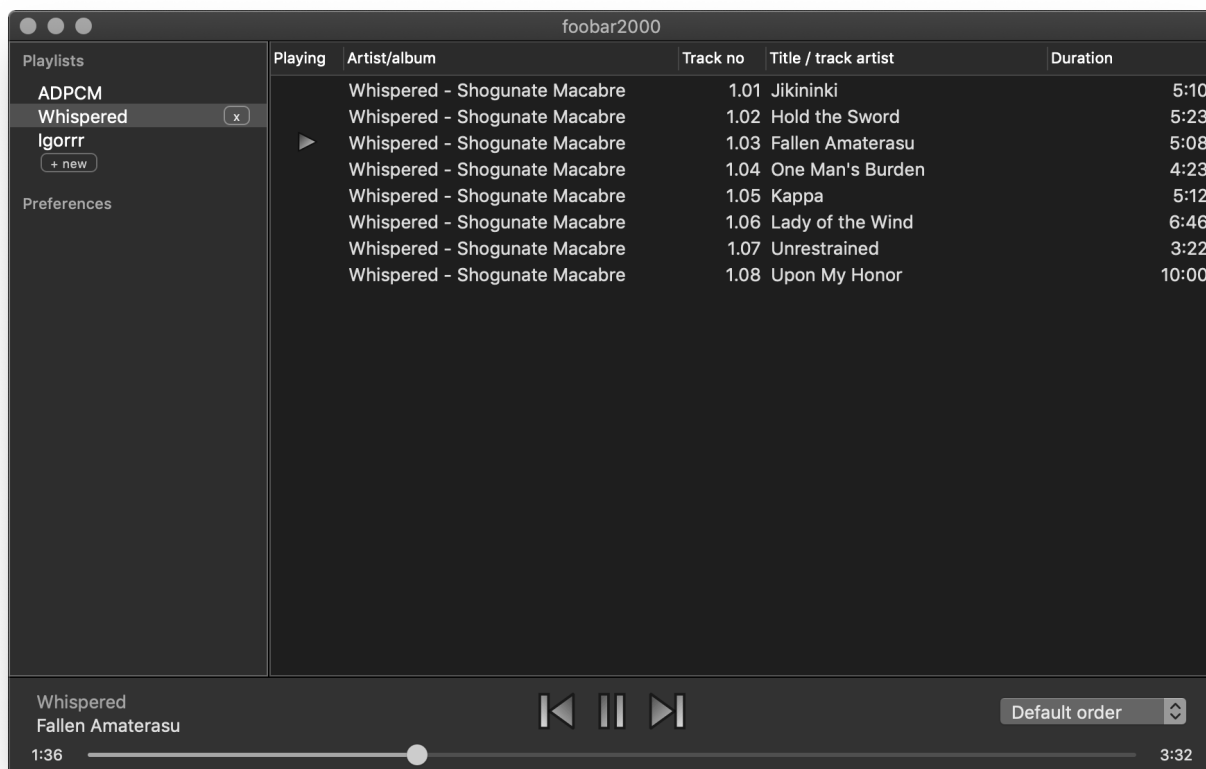 foobar2000
Playlists
ADPCM
Whispered x
Igorrr
+ new
Preferences
Playing Artist/album Track no Title / track artist Duration
Whispered - Shogunate Macabre 1.01 Jikininki 5:10
Whispered - Shogunate Macabre 1.02 Hold the Sword 5:23
Whispered - Shogunate Macabre 1.03 Fallen Amaterasu 5:08
Whispered - Shogunate Macabre 1.04 One Man's Burden 4:23
Whispered - Shogunate Macabre 1.05 Kappa 5:12
Whispered - Shogunate Macabre 1.06 Lady of the Wind 6:46
Whispered - Shogunate Macabre 1.07 Unrestrained 3:22
Whispered - Shogunate Macabre 1.08 Upon My Honor 10:00
Whispered
Fallen Amaterasu
Default order
1:36 3:32